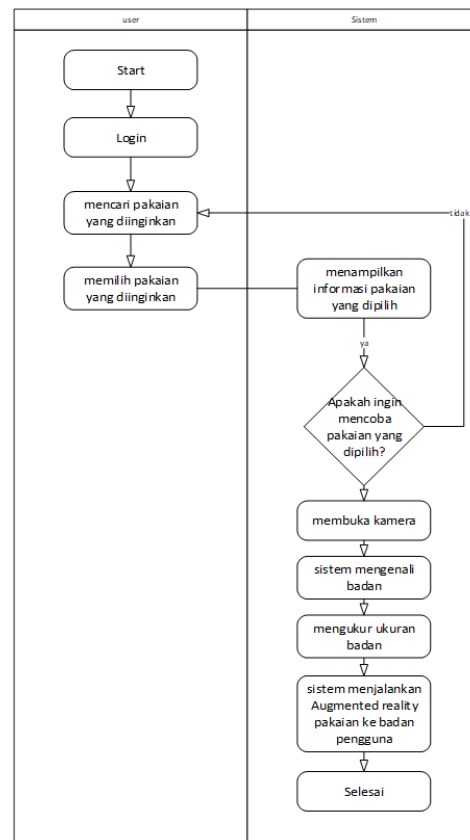 user
Sistem
Start
Login
mencari pakaian
yang diinginkan
tidak
memilih pakaian
yang diinginkan
menampilkan
informasi pakaian
yang dipilih
ya
Apakah ingin
mencoba
pakaian yang
dipilih?
membuka kamera
sistem mengenali
badan
mengukur ukuran
badan
sistem menjalankan
Augmented reality
pakaian ke badan
pengguna
Selesai